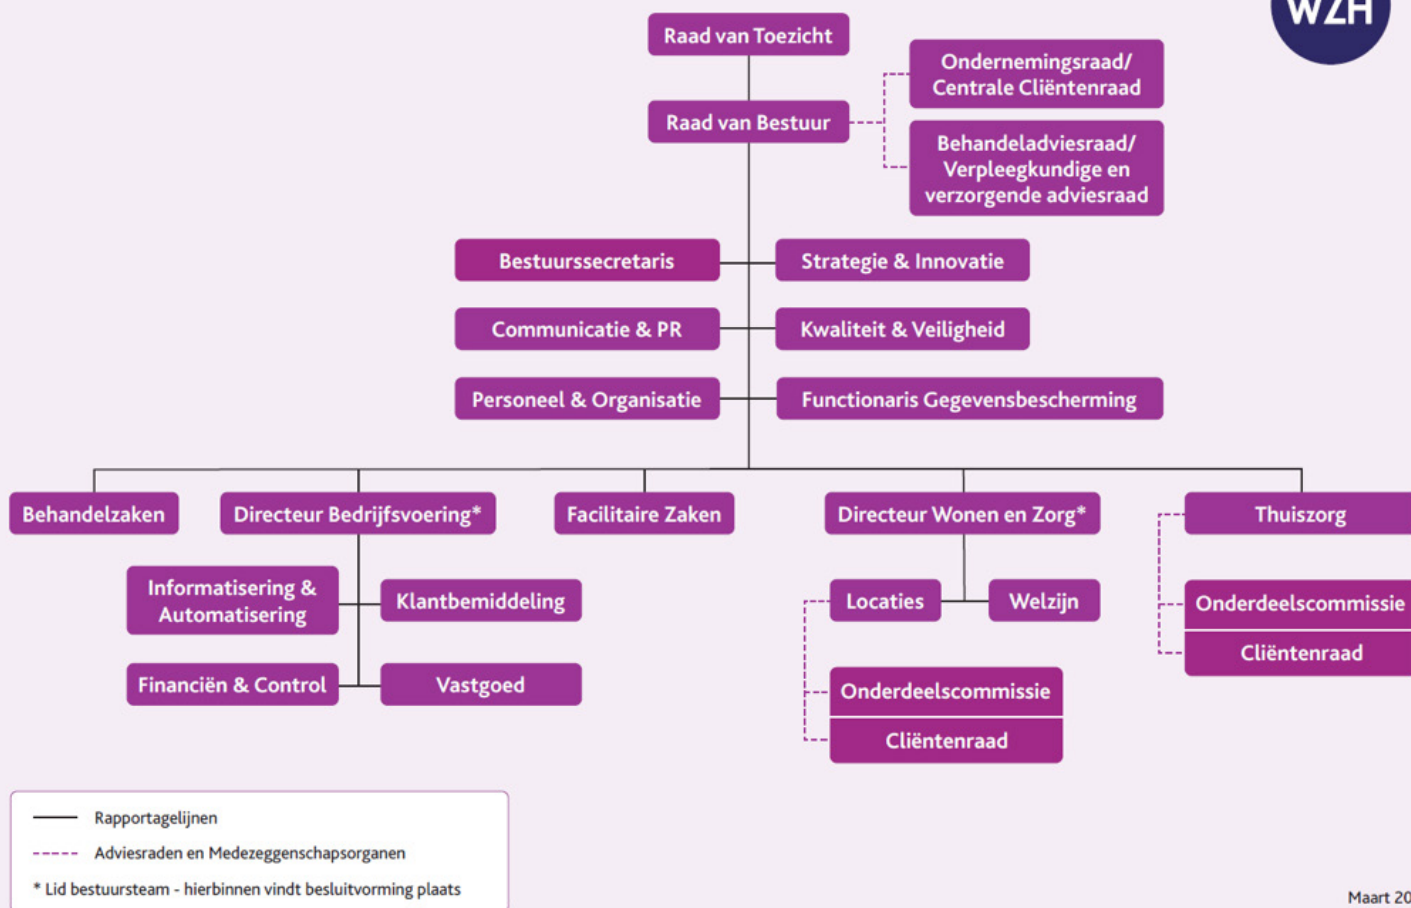 WZH
Raad van Toezicht
Ondernemingsraad/
Centrale Cliëntenraad
Raad van Bestuur
Behandeladviesraad/
Verpleegkundige en
verzorgende adviesraad
Bestuurssecretaris
Strategie & Innovatie
Communicatie & PR
Kwaliteit & Veiligheid
Personeel & Organisatie
Functionaris Gegevensbescherming
Behandelzaken
Directeur Bedrijfsvoering*
Facilitaire Zaken
Directeur Wonen en Zorg*
Thuiszorg
Informatisering &
Automatisering
Klantbemiddeling
Locaties
Welzijn
Onderdeelscommissie
Cliëntenraad
Financiën & Control
Vastgoed
Onderdeelscommissie
Cliëntenraad
Rapportagelijnen
Adviesraden en Medezeggenschapsorganen
* Lid bestuursteam - hierbinnen vindt besluitvorming plaats
Maart 20